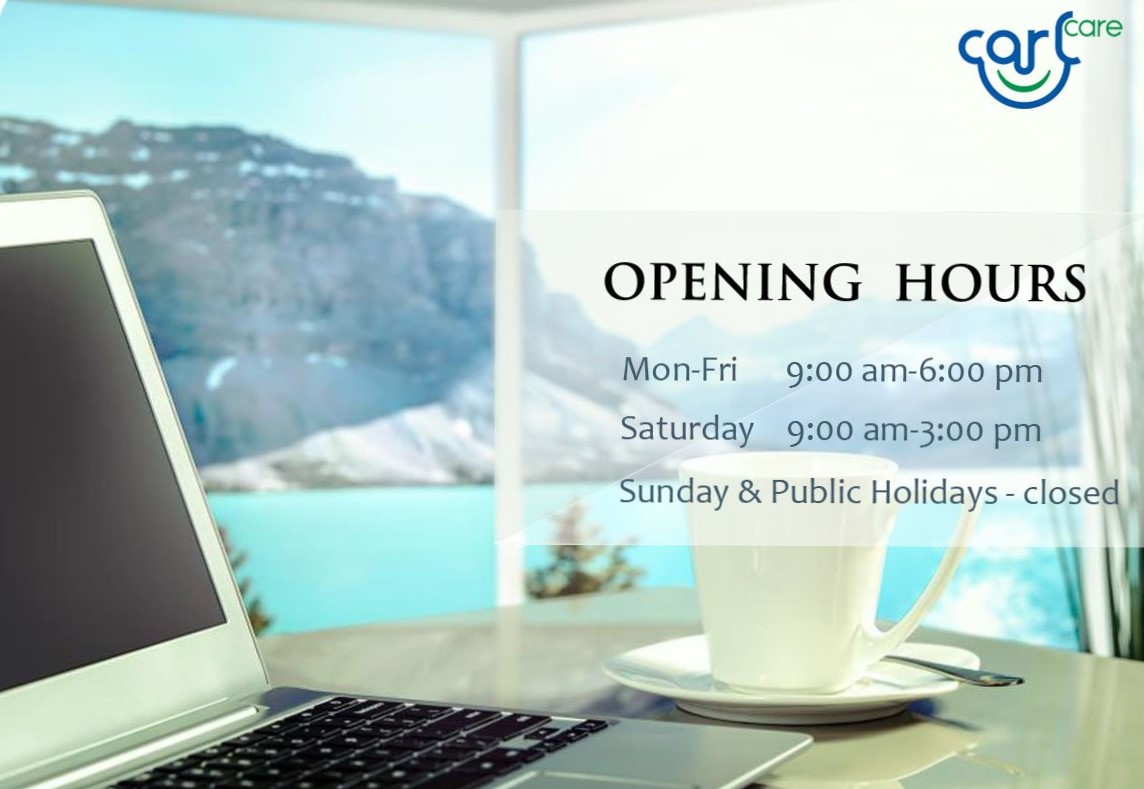 carl care
OPENING HOURS
Mon-Fri 9:00 am-6:00 pm
Saturday 9:00 am-3:00 pm
Sunday & Public Holidays - closed